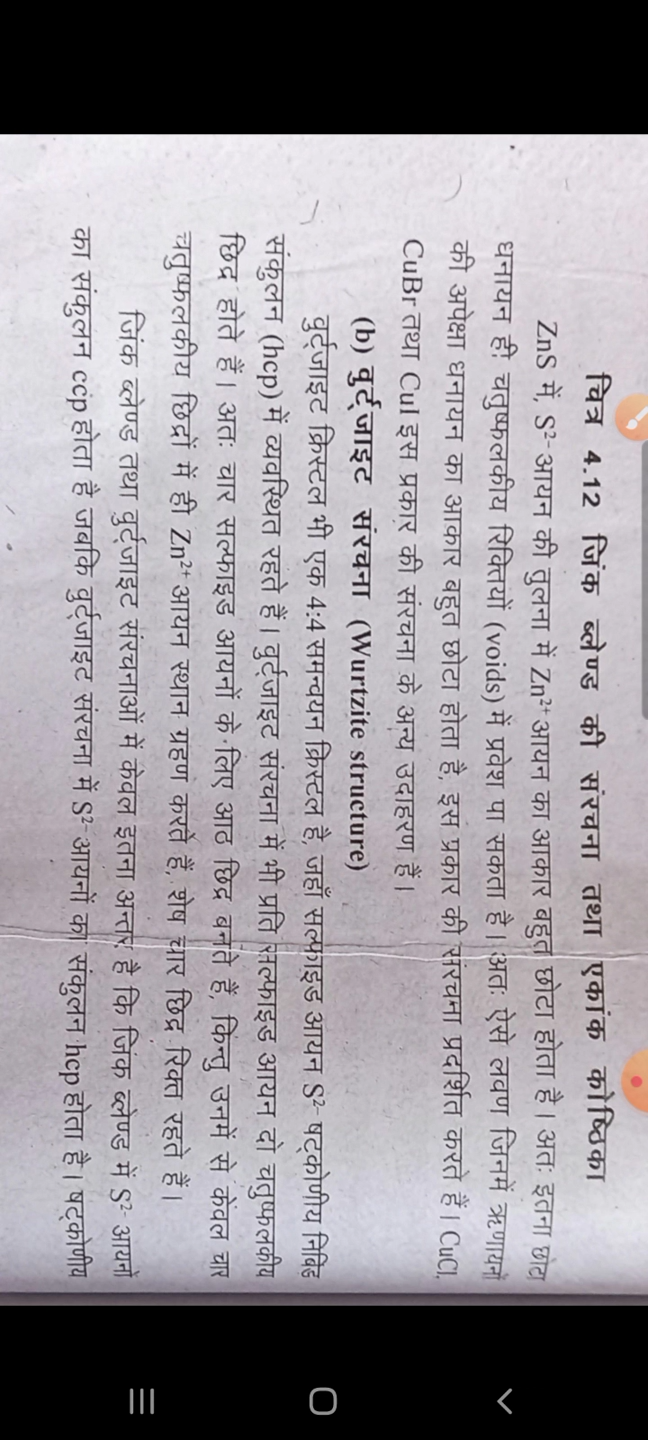 चित्र 4.12 जिंक ब्लेण्ड की संरचना तथा एकांक कोष्ठिका
ZnS में, S²⁻ आयन की तुलना में Zn²⁺ आयन का आकार बहुत छोटा होता है। अतः इतना छोटा
धनायन ही चतुष्फलकीय रिक्तियों (voids) में प्रवेश पा सकता है। अतः ऐसे लवण जिनमें ऋणायनों
की अपेक्षा धनायन का आकार बहुत छोटा होता है, इस प्रकार की संरचना प्रदर्शित करते हैं। CuCl,
CuBr तथा CuI इस प्रकार की संरचना के अन्य उदाहरण हैं।
(b) वुर्ट्ज़ाइट संरचना (Wurtzite structure)
वुर्ट्ज़ाइट क्रिस्टल भी एक 4:4 समन्वयन क्रिस्टल है, जहाँ सल्फाइड आयन S²⁻ षट्कोणीय निविड
संकुलन (hcp) में व्यवस्थित रहते हैं। वुर्ट्ज़ाइट संरचना में भी प्रति सल्फाइड आयन दो चतुष्फलकीय
छिद्र होते हैं। अतः चार सल्फाइड आयनों के लिए आठ छिद्र बनाते हैं, किन्तु उनमें से केवल चार
चतुष्फलकीय छिद्रों में ही Zn²⁺ आयन स्थान ग्रहण करते हैं, शेष चार छिद्र रिक्त रहते हैं।
जिंक ब्लेण्ड तथा वुर्ट्ज़ाइट संरचनाओं में केवल इतना अन्तर है कि जिंक ब्लेण्ड में S²⁻ आयनों
का संकुलन ccp होता है जबकि वुर्ट्ज़ाइट संरचना में S²⁻ आयनों का संकुलन hcp होता है। षट्कोणीय